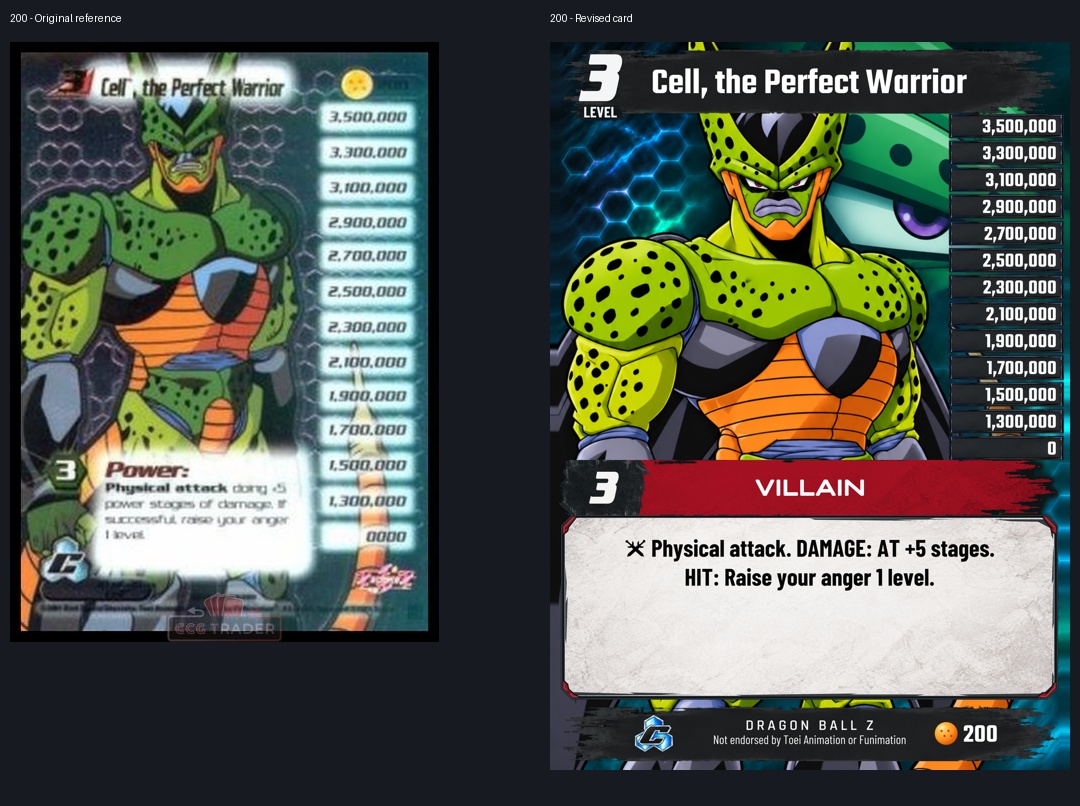 200 - Original reference
200 - Revised card
3
Cell, the Perfect Warrior
3,500,000
3,300,000
3,100,000
2,900,000
2,700,000
2,500,000
2,300,000
2,100,000
1,900,000
1,700,000
1,500,000
1,300,000
0000
3
Power:
Physical attack doing +5
power stages of damage. If
successful, raise your anger
1 level.
CCG TRADER
3
LEVEL
Cell, the Perfect Warrior
3,500,000
3,300,000
3,100,000
2,900,000
2,700,000
2,500,000
2,300,000
2,100,000
1,900,000
1,700,000
1,500,000
1,300,000
0
3
VILLAIN
Physical attack. DAMAGE: AT +5 stages.
HIT: Raise your anger 1 level.
DRAGON BALL Z
Not endorsed by Toei Animation or Funimation
200